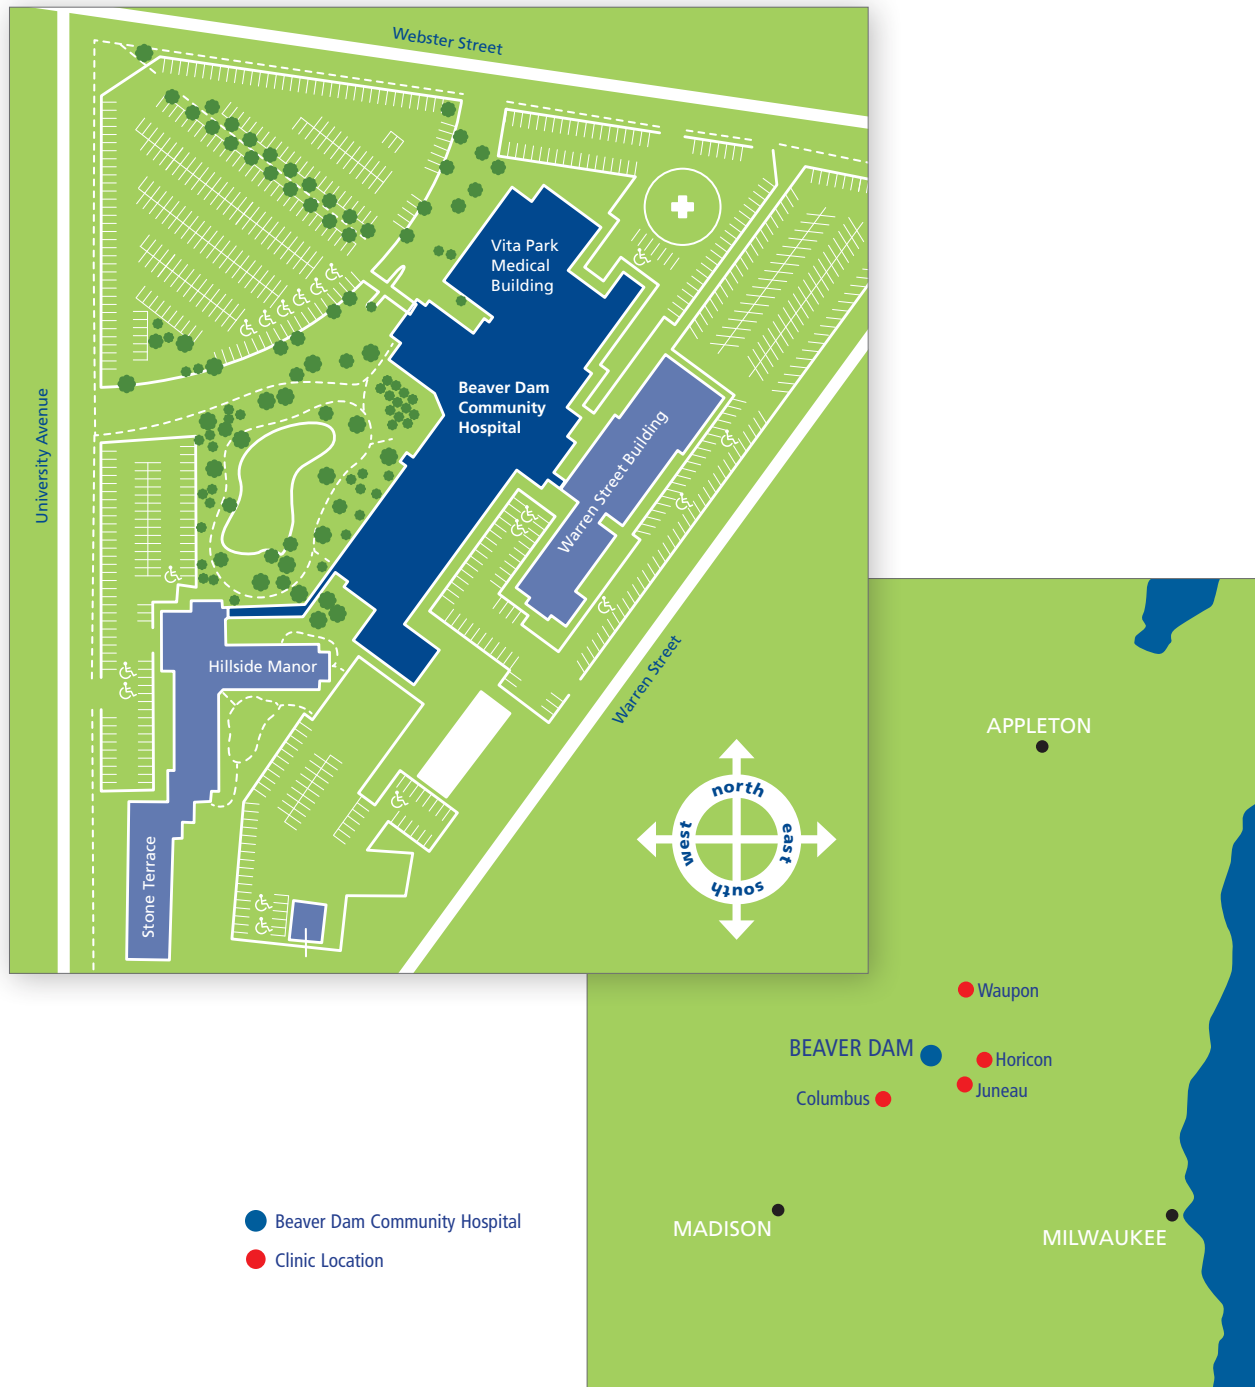 Webster Street
Vita Park
Medical
Building
Beaver Dam
Community
Hospital
University Avenue
Warren Street Building
Hillside Manor
Warren Street
Stone Terrace
north
west
east
south
APPLETON
Waupon
BEAVER DAM
Horicon
Juneau
Columbus
MADISON
MILWAUKEE
Beaver Dam Community Hospital
Clinic Location